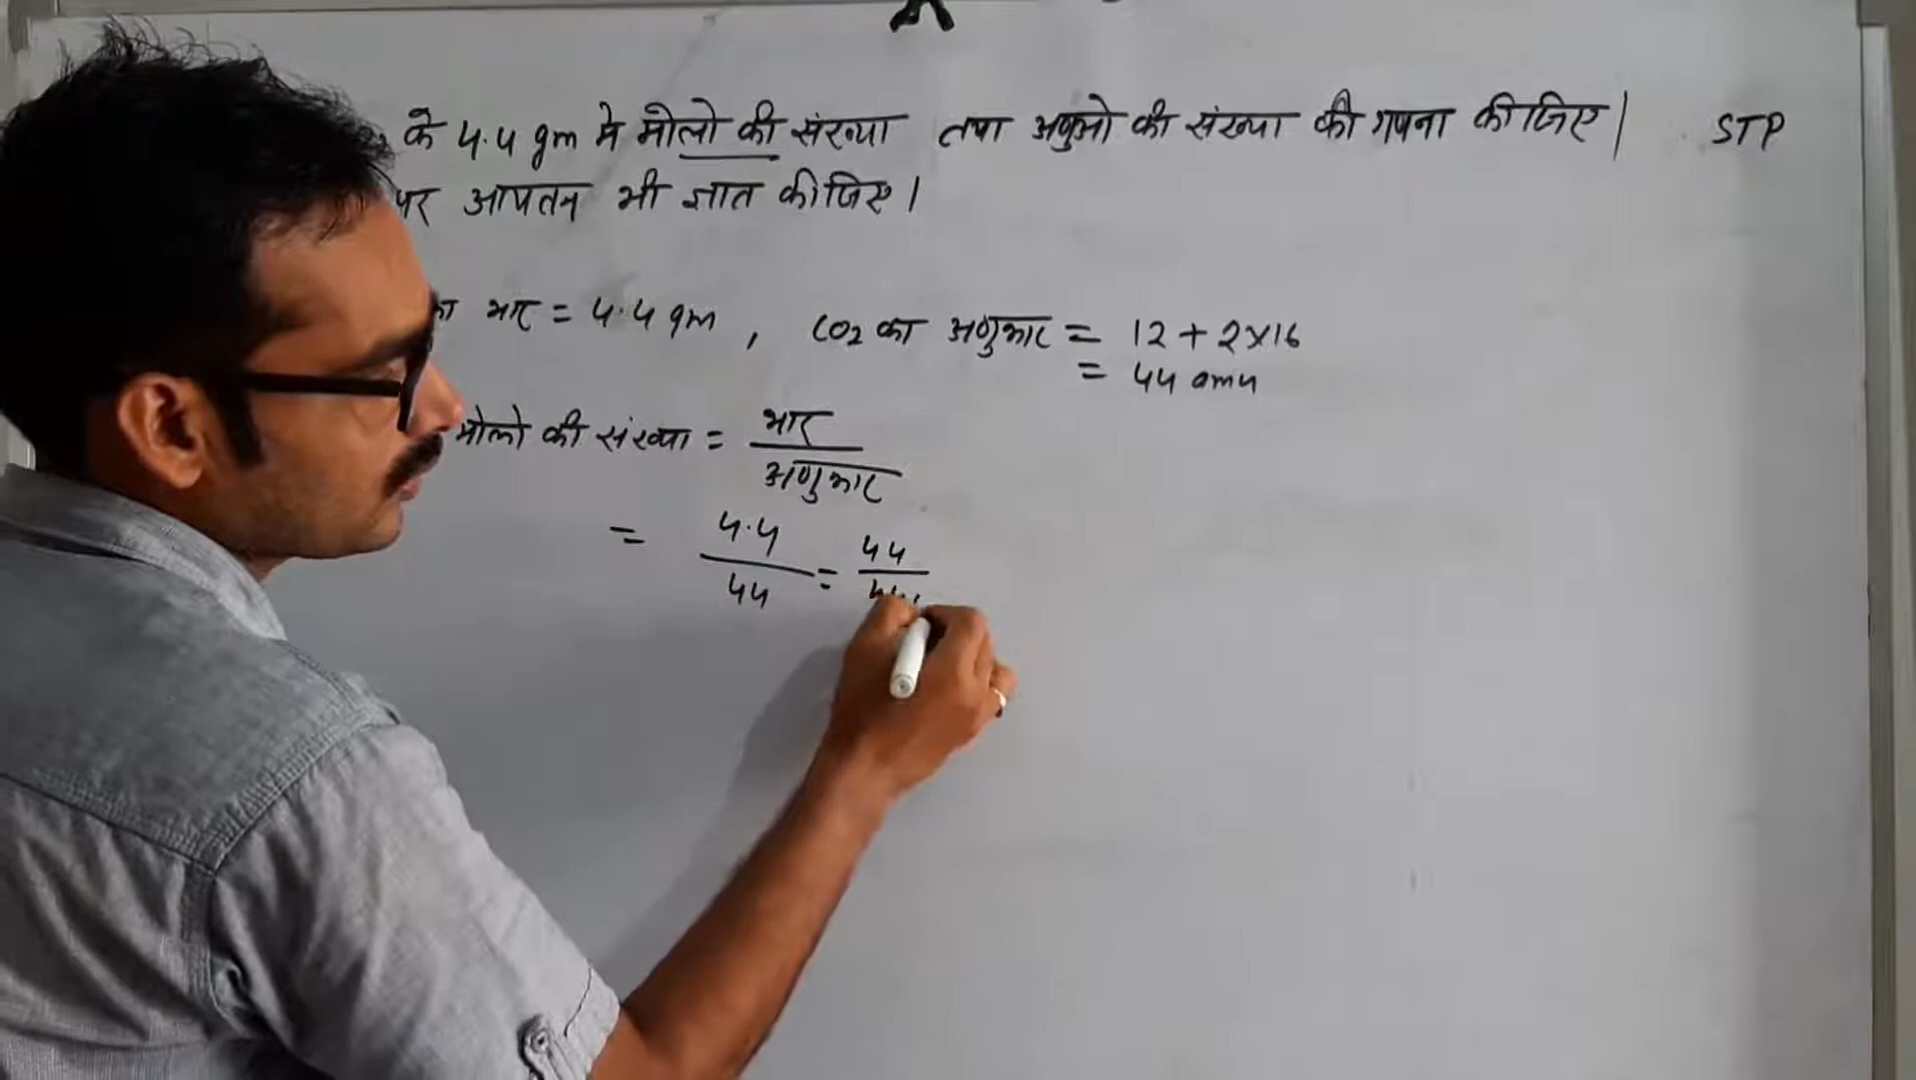 के 4.4 gm मे मोलो की संख्या तथा अणुओ की संख्या की गणना कीजिए। STP
पर आयतन भी ज्ञात कीजिए।
का भार = 4.4 gm , CO2 का अणुभार = 12 + 2×16
= 44 amu
मोलो की संख्या = भार / अणुभार
= 4.4 / 44 = 44